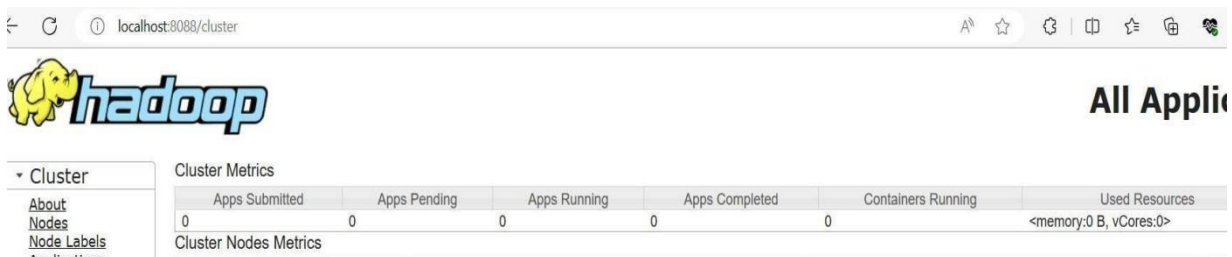 localhost:8088/cluster
hadoop
All Applic
Cluster
About
Nodes
Node Labels
Cluster Metrics
Apps Submitted Apps Pending Apps Running Apps Completed Containers Running Used Resources
0 0 0 0 0 <memory:0 B, vCores:0>
Cluster Nodes Metrics